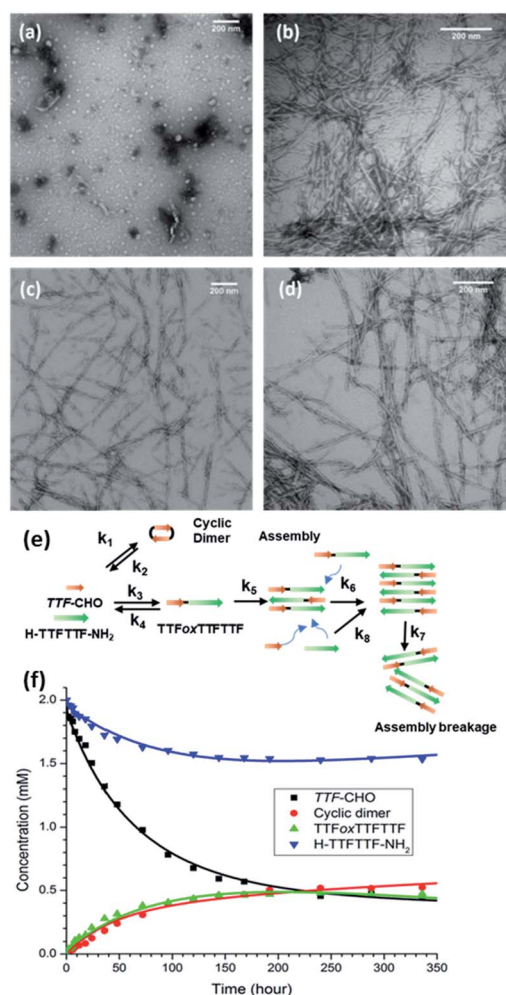 (a)
200 nm
(b)
200 nm
(c)
200 nm
(d)
200 nm
(e)
k1
k2
Cyclic
Dimer
Assembly
TTF-CHO
H-TTFTTF-NH2
k3
k4
TTFoxTTFTTF
k5
k6
k8
k7
Assembly breakage
(f)
Concentration (mM)
2.0
1.5
1.0
0.5
0.0
TTF-CHO
Cyclic dimer
TTFoxTTFTTF
H-TTFTTF-NH2
0 50 100 150 200 250 300 350
Time (hour)